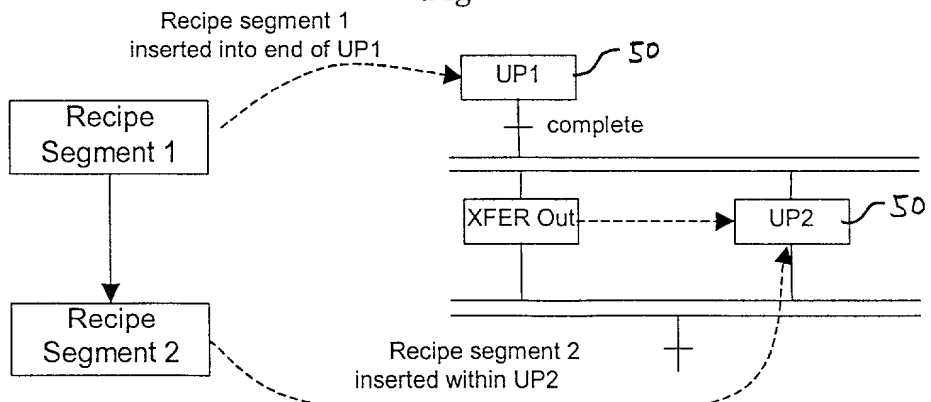 Recipe segment 1
inserted into end of UP1
UP1
50
complete
Recipe
Segment 1
XFER Out
UP2
50
Recipe
Segment 2
Recipe segment 2
inserted within UP2